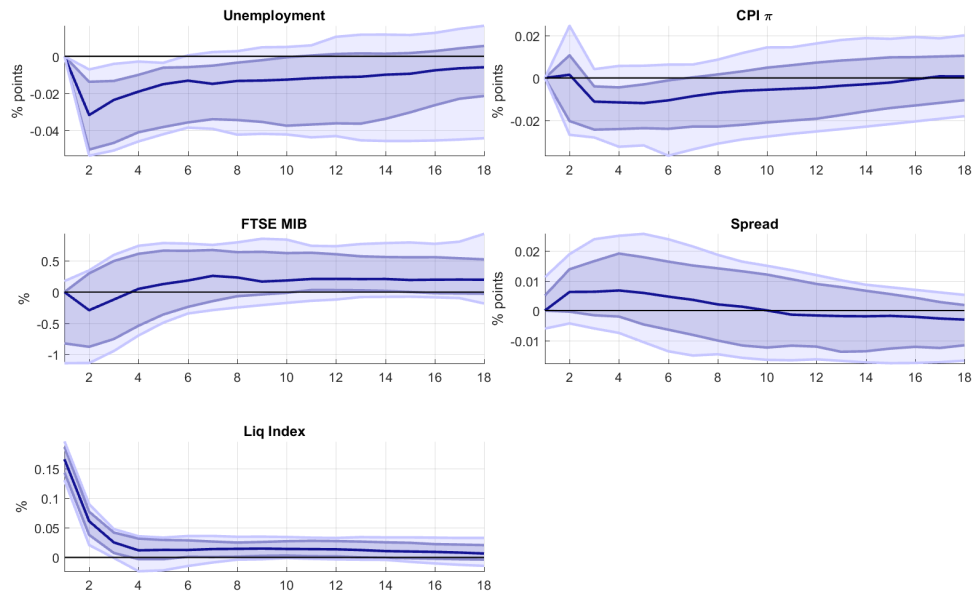 Unemployment
% points
0
-0.02
-0.04
2 4 6 8 10 12 14 16 18
CPI π
% points
0.02
0
-0.02
2 4 6 8 10 12 14 16 18
FTSE MIB
%
0.5
0
-0.5
-1
2 4 6 8 10 12 14 16 18
Spread
% points
0.02
0.01
0
-0.01
2 4 6 8 10 12 14 16 18
Liq Index
%
0.15
0.1
0.05
0
2 4 6 8 10 12 14 16 18